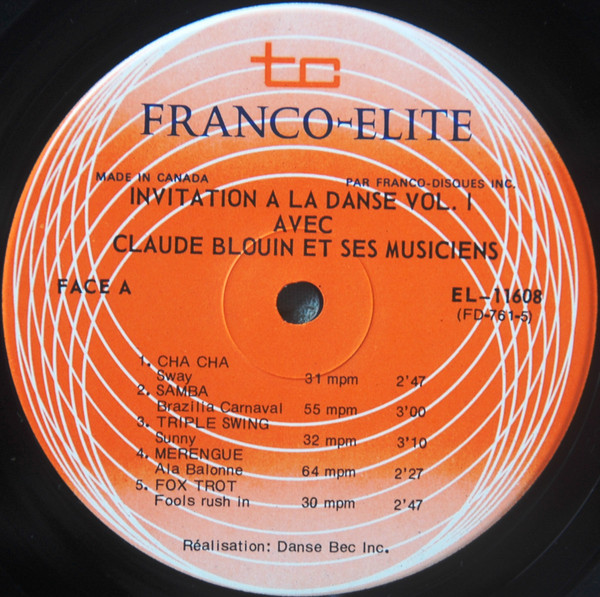 tc
FRANCO-ELITE
MADE IN CANADA PAR FRANCO-DISQUES INC.
INVITATION A LA DANSE VOL. 1
AVEC
CLAUDE BLOUIN ET SES MUSICIENS
FACE A EL-11608
(FD-761-5)
1. CHA CHA
Sway 31 mpm 2'47
2. SAMBA
Brazilia Carnaval 55 mpm 3'00
3. TRIPLE SWING
Sunny 32 mpm 3'10
4. MERENGUE
Ala Balonne 64 mpm 2'27
5. FOX TROT
Fools rush in 30 mpm 2'47
Réalisation: Danse Bec Inc.